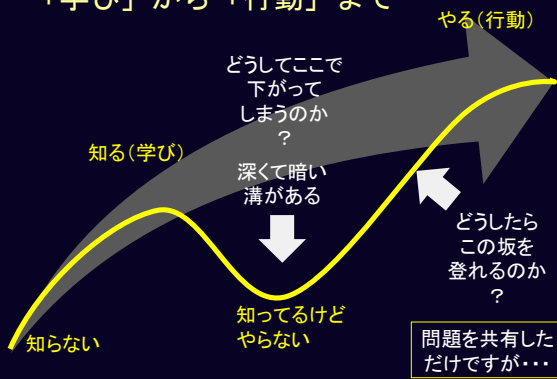 「学び」から「行動」まで
やる(行動)
どうしてここで
下がって
しまうのか
?
知る(学び)
深くて暗い
溝がある
どうしたら
この坂を
登れるのか
?
知ってるけど
やらない
知らない
問題を共有した
だけですが・・・